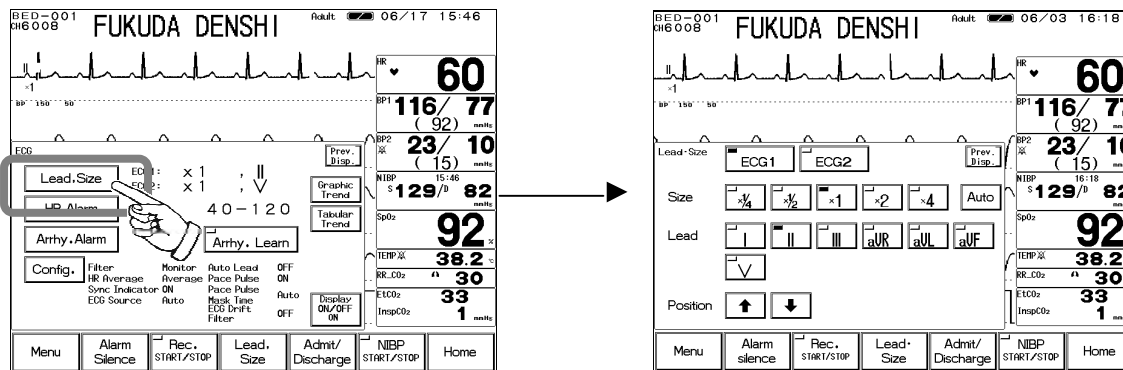 BED-001
CH6008
FUKUDA DENSHI
Adult
06/17 15:46
II
×1
BP 150 50
HR
60
BP1
116/ 77
( 92) mmHg
BP2
23/ 10
( 15) mmHg
NIBP
15:46
S 129/D 82
SpO2
92 %
TEMP
38.2 ℃
RR_CO2
30
EtCO2
33
InspCO2
1 mmHg
ECG
Prev. Disp.
Lead,Size
×1 , II
×1 , V
Graphic Trend
HR Alarm
40-120
Tabular Trend
Arrhy.Alarm
Arrhy. Learn
Config.
Filter Monitor Auto Lead OFF
HR Average Average Pace Pulse ON
Sync Indicator ON Pace Pulse Mask Time Auto
ECG Source Auto ECG Drift Filter OFF
Display ON/OFF ON
Menu
Alarm Silence
Rec. START/STOP
Lead, Size
Admit/ Discharge
NIBP START/STOP
Home
BED-001
CH6008
FUKUDA DENSHI
Adult
06/03 16:18
II
×1
BP 150 50
HR
60
BP1
116/
( 92)
BP2
23/
( 15)
NIBP
16:18
S 129/D
SpO2
92
TEMP
38.2
RR_CO2
30
EtCO2
33
InspCO2
1
Lead·Size
ECG1
ECG2
Prev. Disp.
Size
×¼
×½
×1
×2
×4
Auto
Lead
I
II
III
aVR
aVL
aVF
V
Position
Menu
Alarm silence
Rec. START/STOP
Lead· Size
Admit/ Discharge
NIBP START/STOP
Home